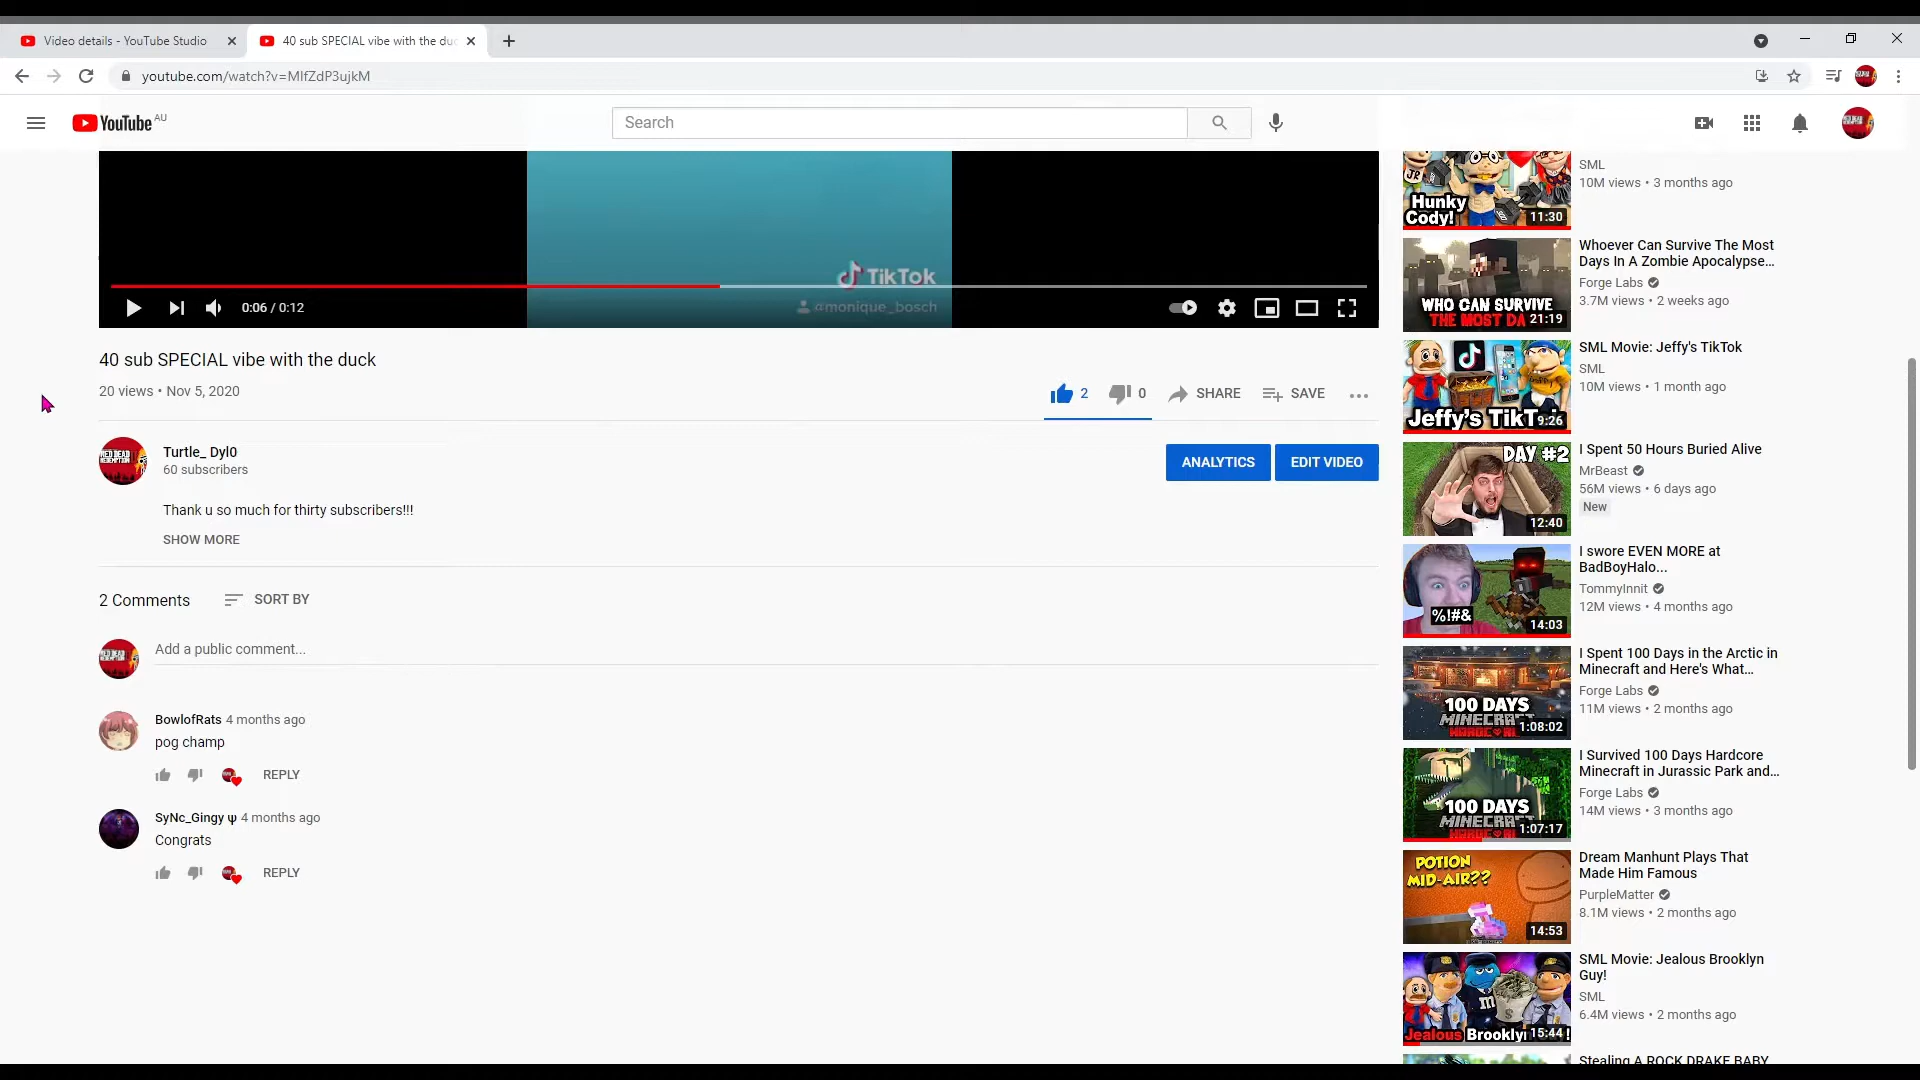 Video details - YouTube Studio
40 sub SPECIAL vibe with the duc
youtube.com/watch?v=MIfZdP3ujkM
YouTube AU
Search
TikTok
@monique_bosch
0:06 / 0:12
40 sub SPECIAL vibe with the duck
20 views • Nov 5, 2020
2
0
SHARE
SAVE
Turtle_ Dyl0
60 subscribers
ANALYTICS
EDIT VIDEO
Thank u so much for thirty subscribers!!!
SHOW MORE
2 Comments
SORT BY
Add a public comment...
BowlofRats 4 months ago
pog champ
REPLY
SyNc_Gingy ψ 4 months ago
Congrats
REPLY
JR
Hunky
Cody!
11:30
SML
10M views • 3 months ago
WHO CAN SURVIVE
THE MOST DA
21:19
Whoever Can Survive The Most
Days In A Zombie Apocalypse...
Forge Labs
3.7M views • 2 weeks ago
Jeffy's TikT
9:26
SML Movie: Jeffy's TikTok
SML
10M views • 1 month ago
DAY #2
12:40
I Spent 50 Hours Buried Alive
MrBeast
56M views • 6 days ago
New
%!#&
14:03
I swore EVEN MORE at
BadBoyHalo...
TommyInnit
12M views • 4 months ago
100 DAYS
MINECRA
1:08:02
I Spent 100 Days in the Arctic in
Minecraft and Here's What...
Forge Labs
11M views • 2 months ago
100 DAYS
MINECRA
1:07:17
I Survived 100 Days Hardcore
Minecraft in Jurassic Park and...
Forge Labs
14M views • 3 months ago
POTION
MID-AIR??
14:53
Dream Manhunt Plays That
Made Him Famous
PurpleMatter
8.1M views • 2 months ago
m
$
Jealous Brookly
15:44
SML Movie: Jealous Brooklyn
Guy!
SML
6.4M views • 2 months ago
Stealing A ROCK DRAKE BABY